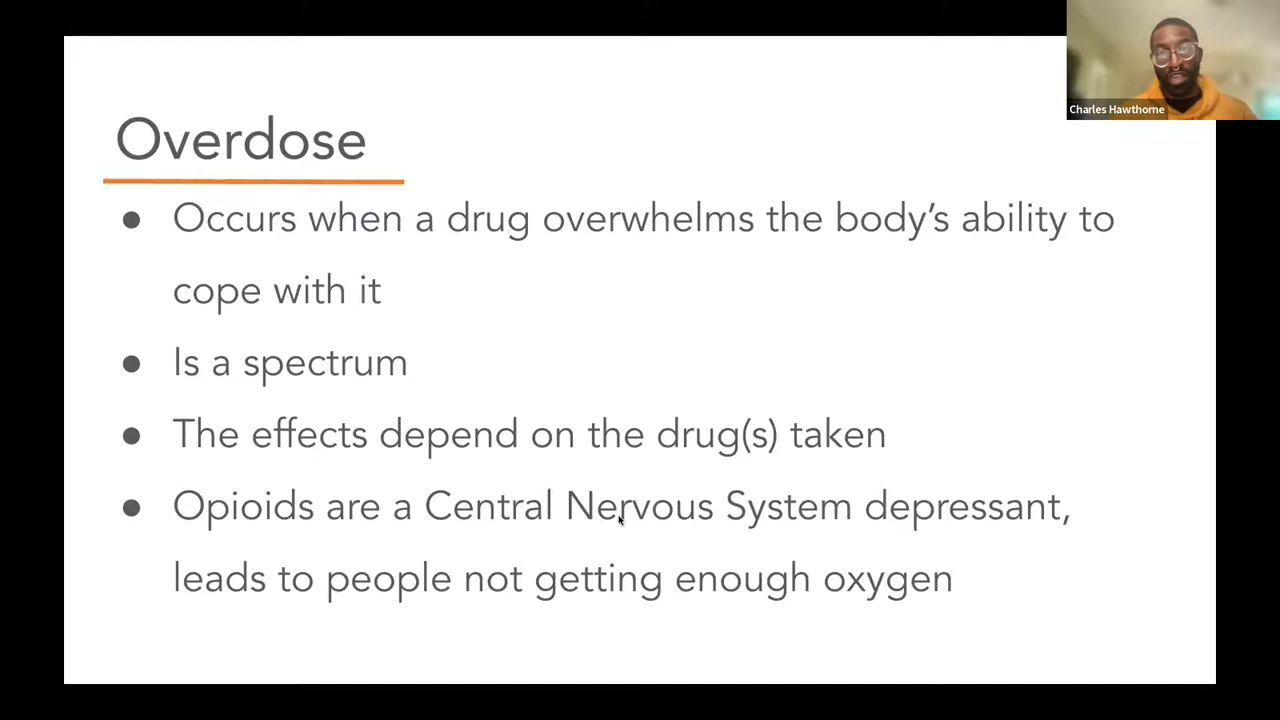 Charles Hawthorne
Overdose
● Occurs when a drug overwhelms the body’s ability to
cope with it
● Is a spectrum
● The effects depend on the drug(s) taken
● Opioids are a Central Nervous System depressant,
leads to people not getting enough oxygen